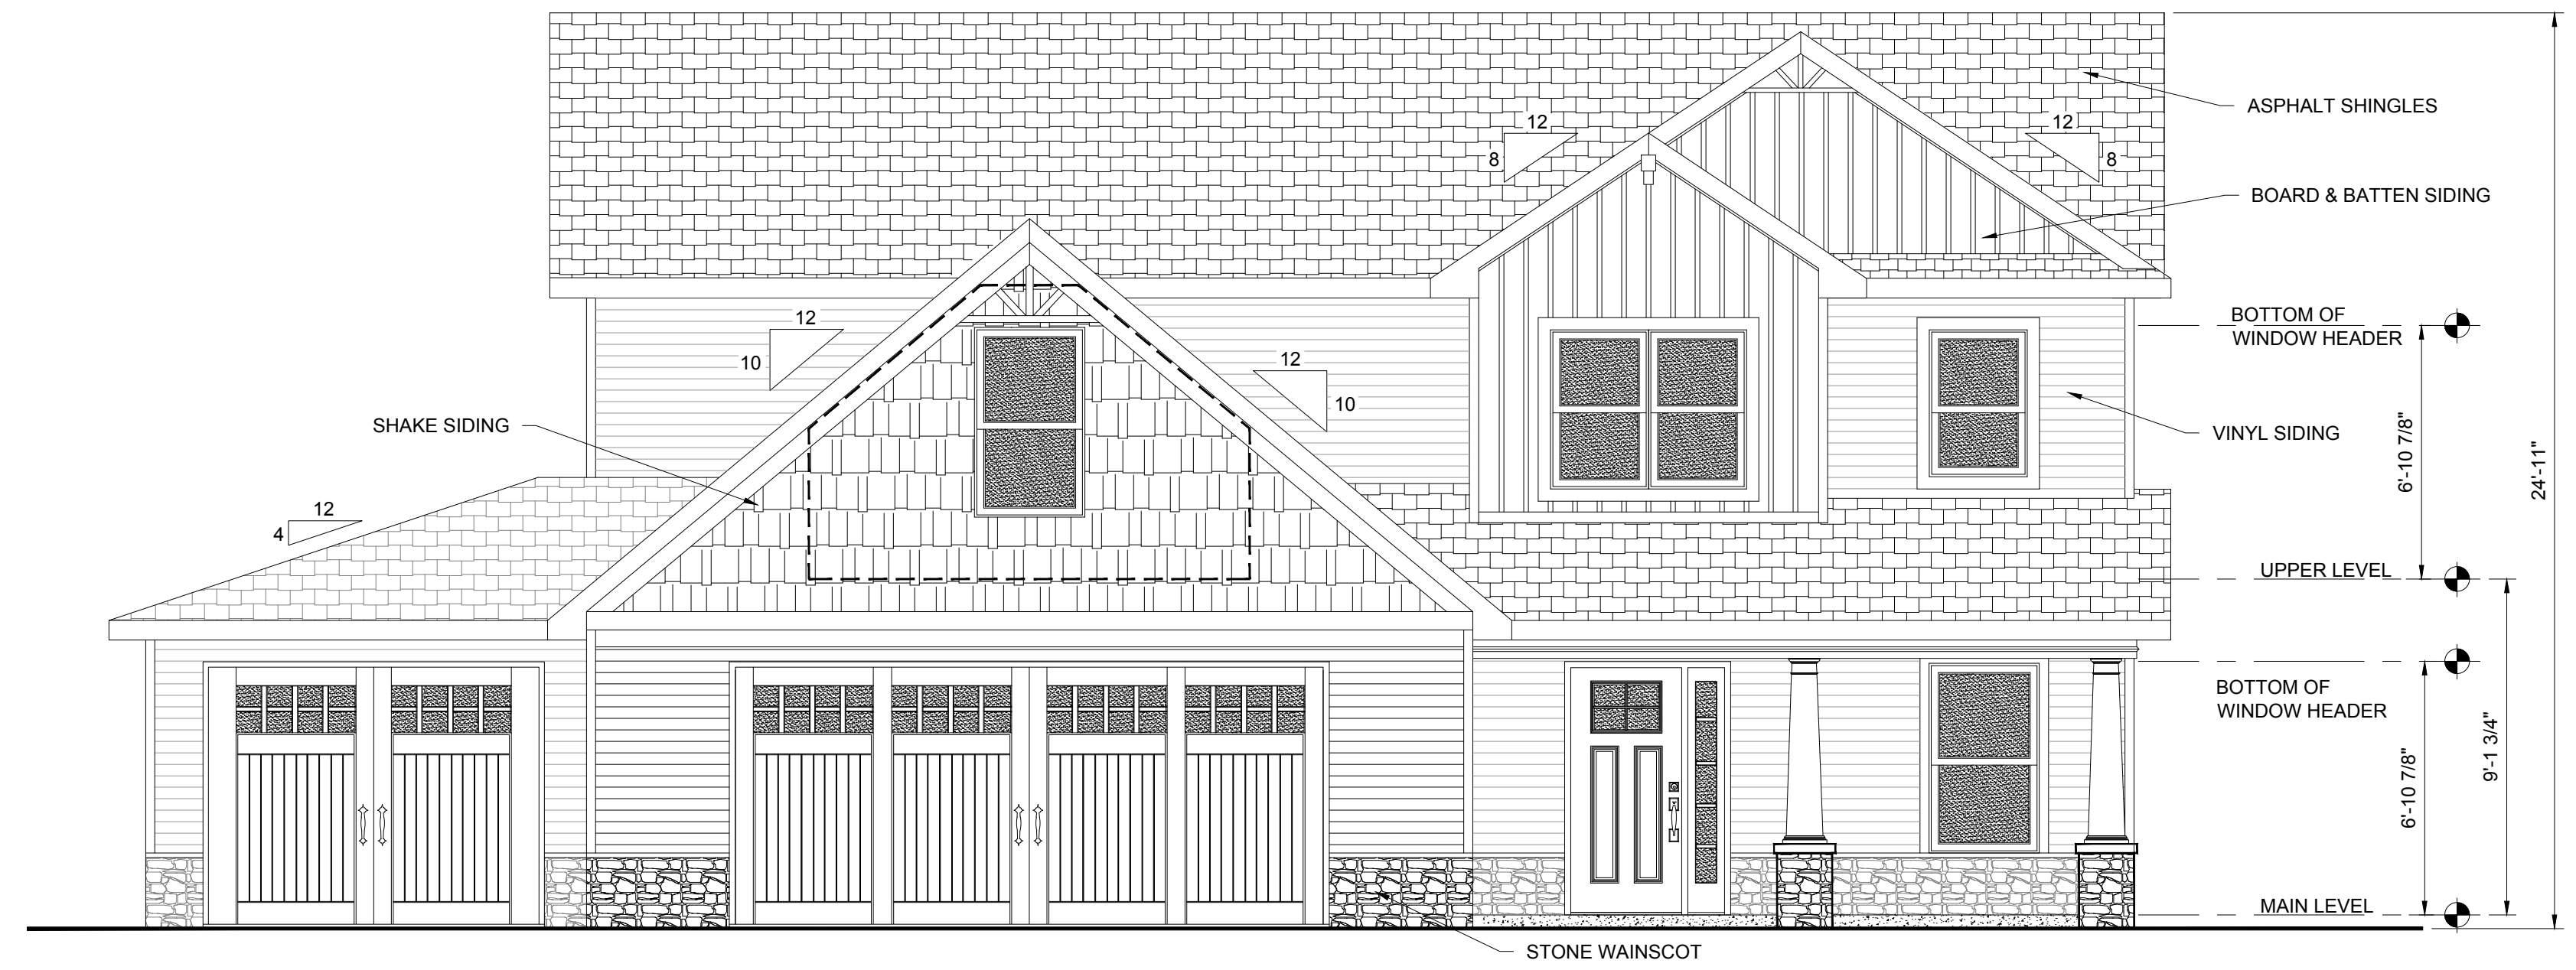 ASPHALT SHINGLES
12
8
12
8
BOARD & BATTEN SIDING
BOTTOM OF
WINDOW HEADER
12
10
12
10
SHAKE SIDING
VINYL SIDING
6'-10 7/8"
24'-11"
12
4
UPPER LEVEL
BOTTOM OF
WINDOW HEADER
6'-10 7/8"
9'-1 3/4"
MAIN LEVEL
STONE WAINSCOT